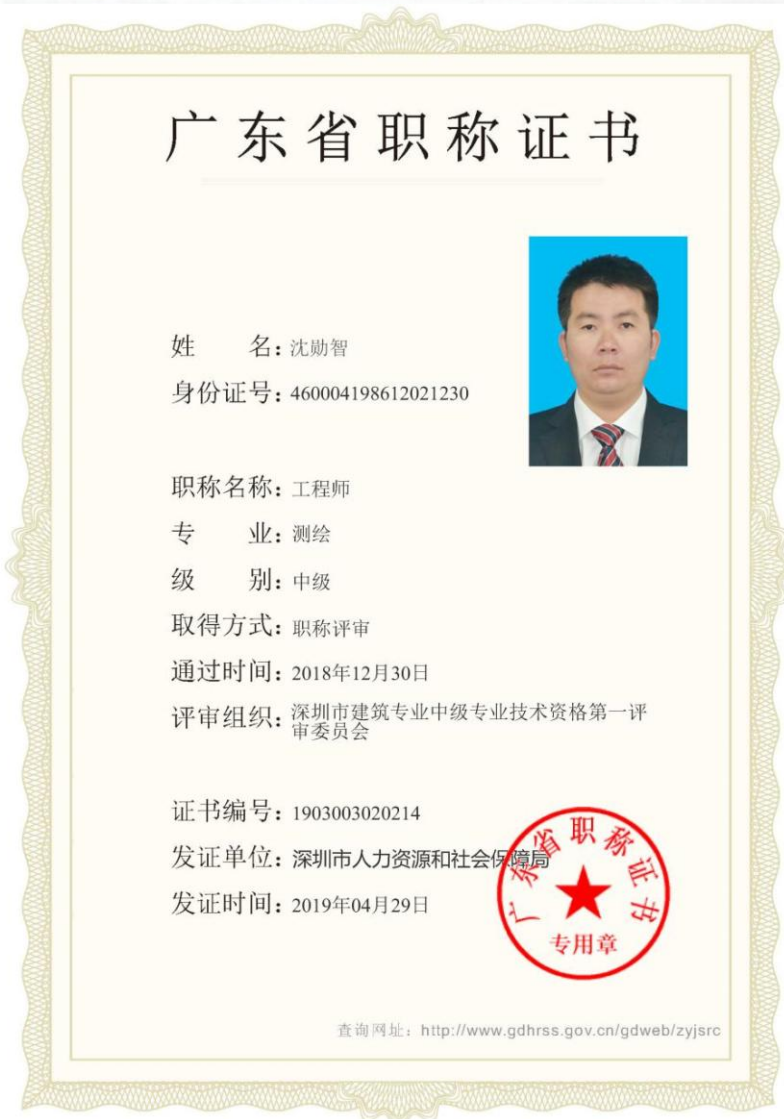 广东省职称证书
姓 名：沈勋智
身份证号：460004198612021230
职称名称：工程师
专 业：测绘
级 别：中级
取得方式：职称评审
通过时间：2018年12月30日
评审组织：深圳市建筑专业中级专业技术资格第一评
审委员会
证书编号：1903003020214
发证单位：深圳市人力资源和社会保障局
发证时间：2019年04月29日
广东省职称证书
专用章
查询网址：http://www.gdhrss.gov.cn/gdweb/zyjsrc